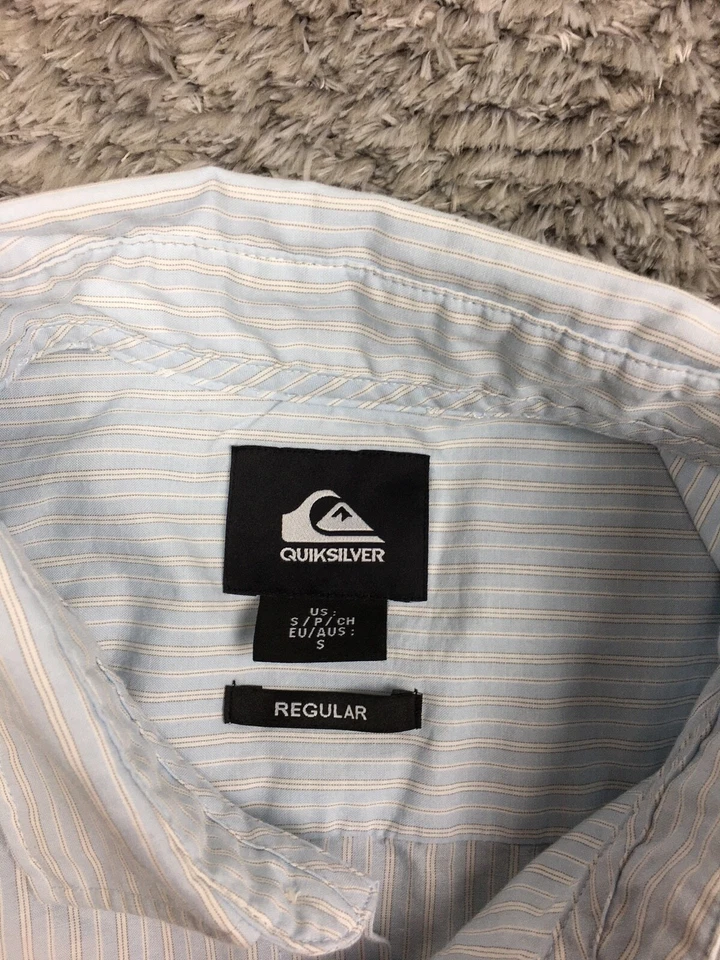 QUIKSILVER
US :
S / P / CH
EU/AUS :
S
REGULAR